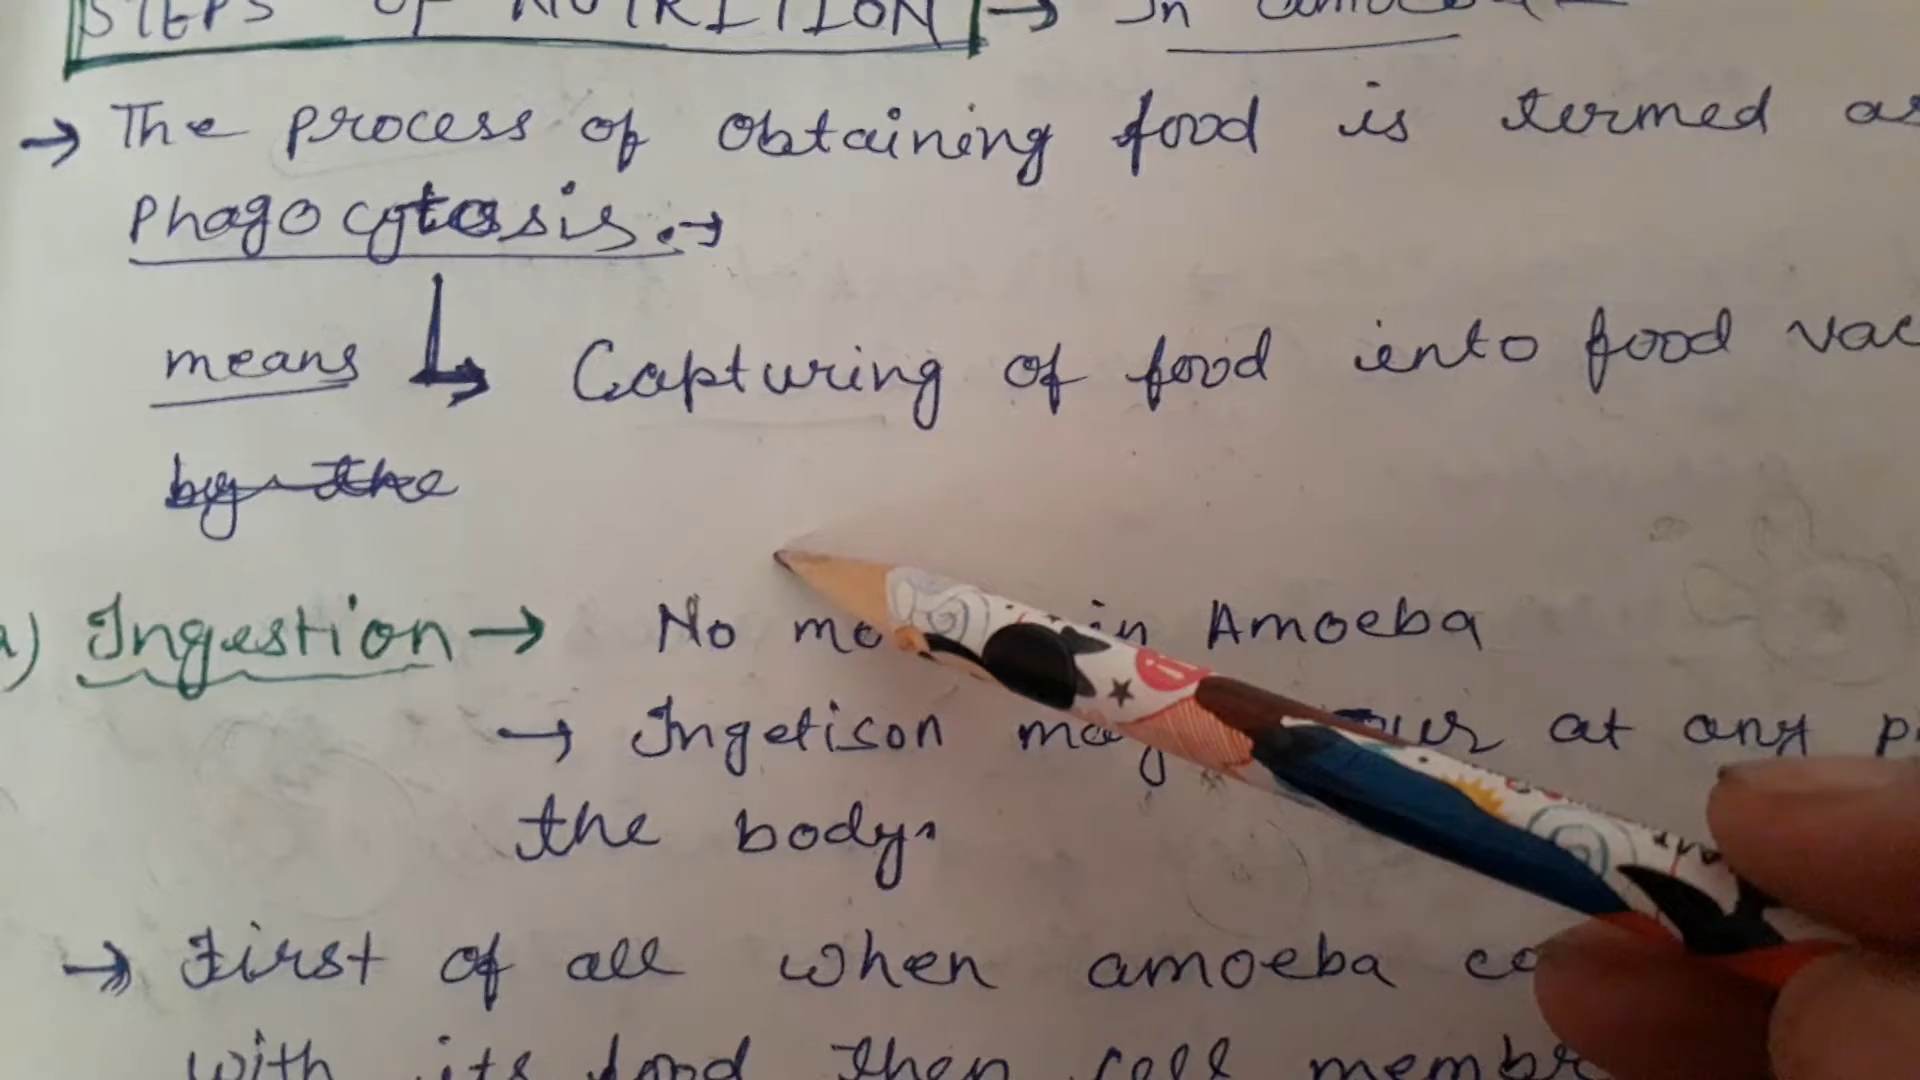 STEPS OF NUTRITION → In amoeba
→ The process of obtaining food is termed as
Phagocytosis. →
means ↳ Capturing of food into food vac
by the
a) Ingestion → No in Amoeba
→ Ingetison may at any
the body.
→ First of all when amoeba
with its food then cell membr